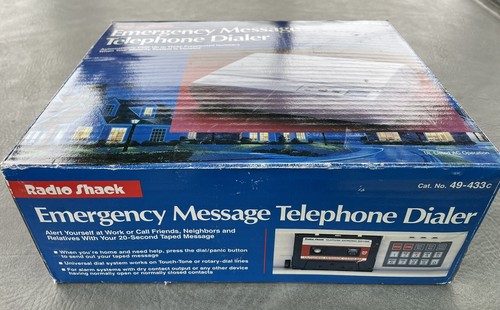 Radio Shack
Emergency Message
Telephone Dialer
AC Operation
Radio Shack
Cat. No. 49-433C
Emergency Message Telephone Dialer
Alert Yourself at Work or Call Friends, Neighbors and
Relatives With Your 20-Second Taped Message
■ When you're home and need help, press the dial/panic button
to send out your taped message
■ Universal dial system works on Touch-Tone or rotary-dial lines
■ For alarm systems with dry contact output or any other device
having normally open or normally closed contacts